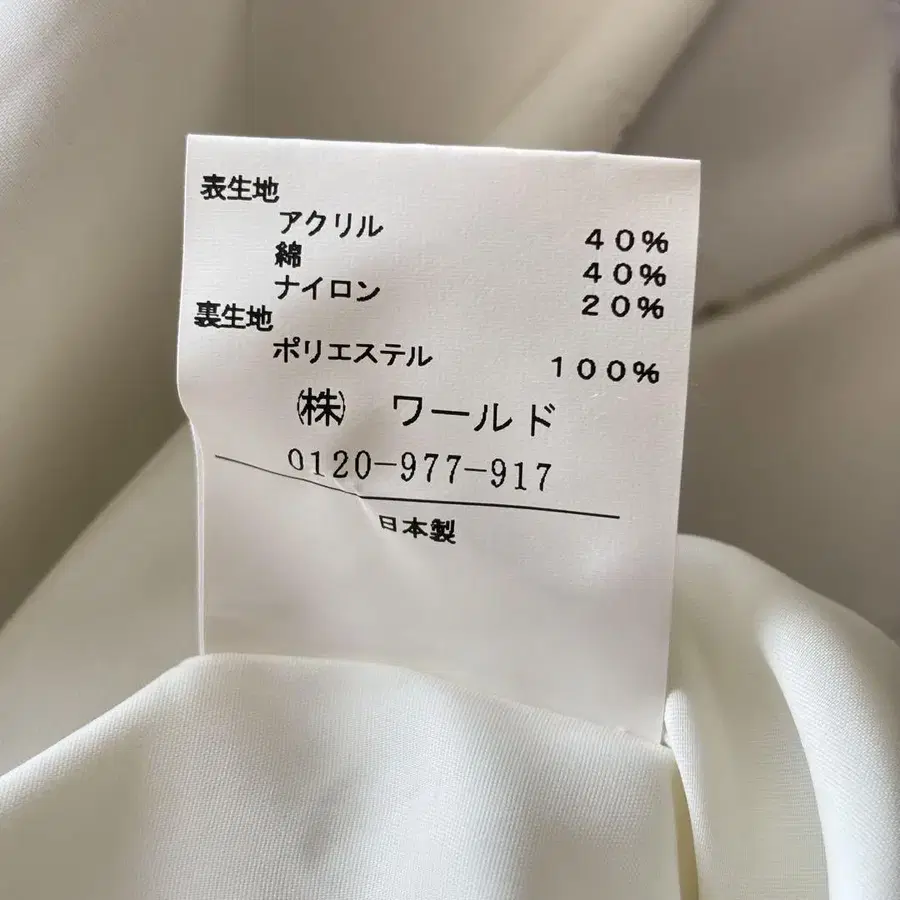 表生地
アクリル 40%
綿 40%
ナイロン 20%
裏生地
ポリエステル 100%
㈱ ワールド
0120-977-917
日本製